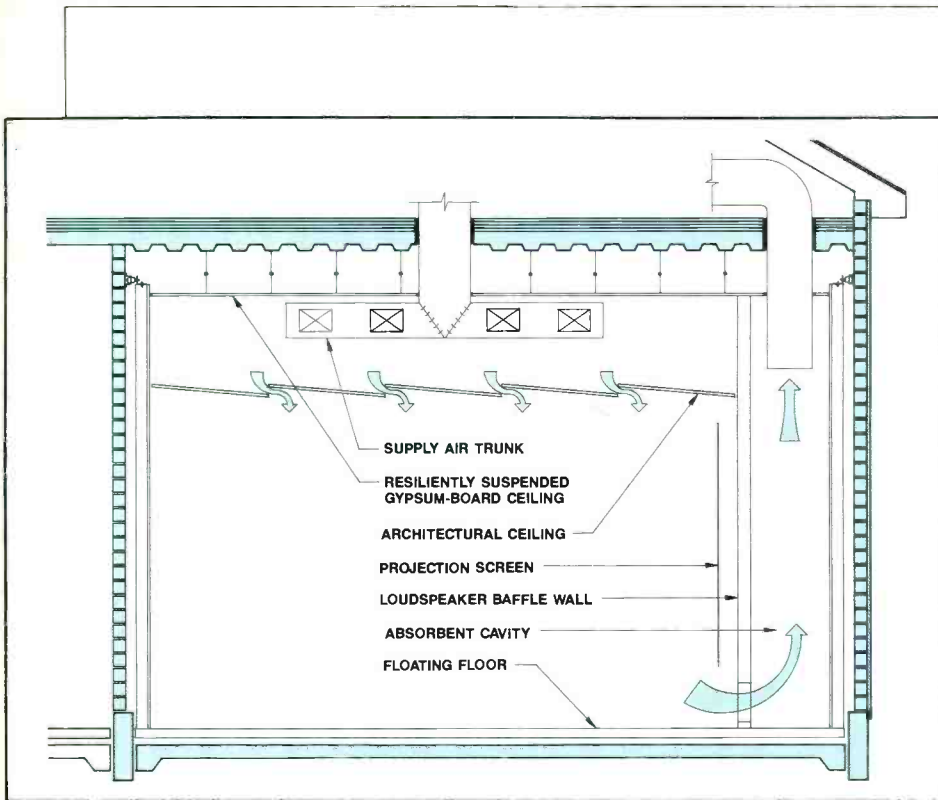 SUPPLY AIR TRUNK
RESILIENTLY SUSPENDED
GYPSUM-BOARD CEILING
ARCHITECTURAL CEILING
PROJECTION SCREEN
LOUDSPEAKER BAFFLE WALL
ABSORBENT CAVITY
FLOATING FLOOR